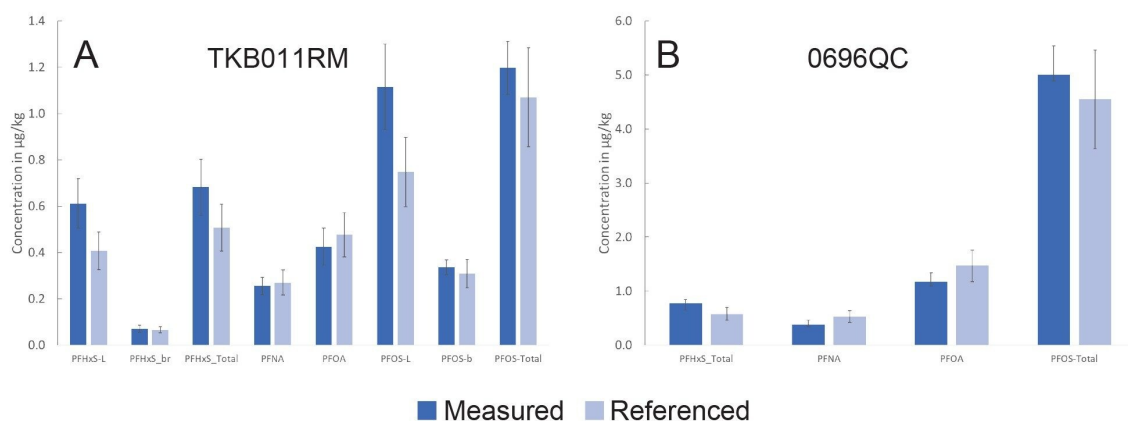 A
TKB011RM
Concentration in µg/kg
1.4
1.2
1.0
0.8
0.6
0.4
0.2
0.0
PFHxS-L PFHxS_br PFHxS_Total PFNA PFOA PFOS-L PFOS-b PFOS-Total
B
0696QC
Concentration in µg/kg
6.0
5.0
4.0
3.0
2.0
1.0
0.0
PFHxS_Total PFNA PFOA PFOS-Total
Measured Referenced